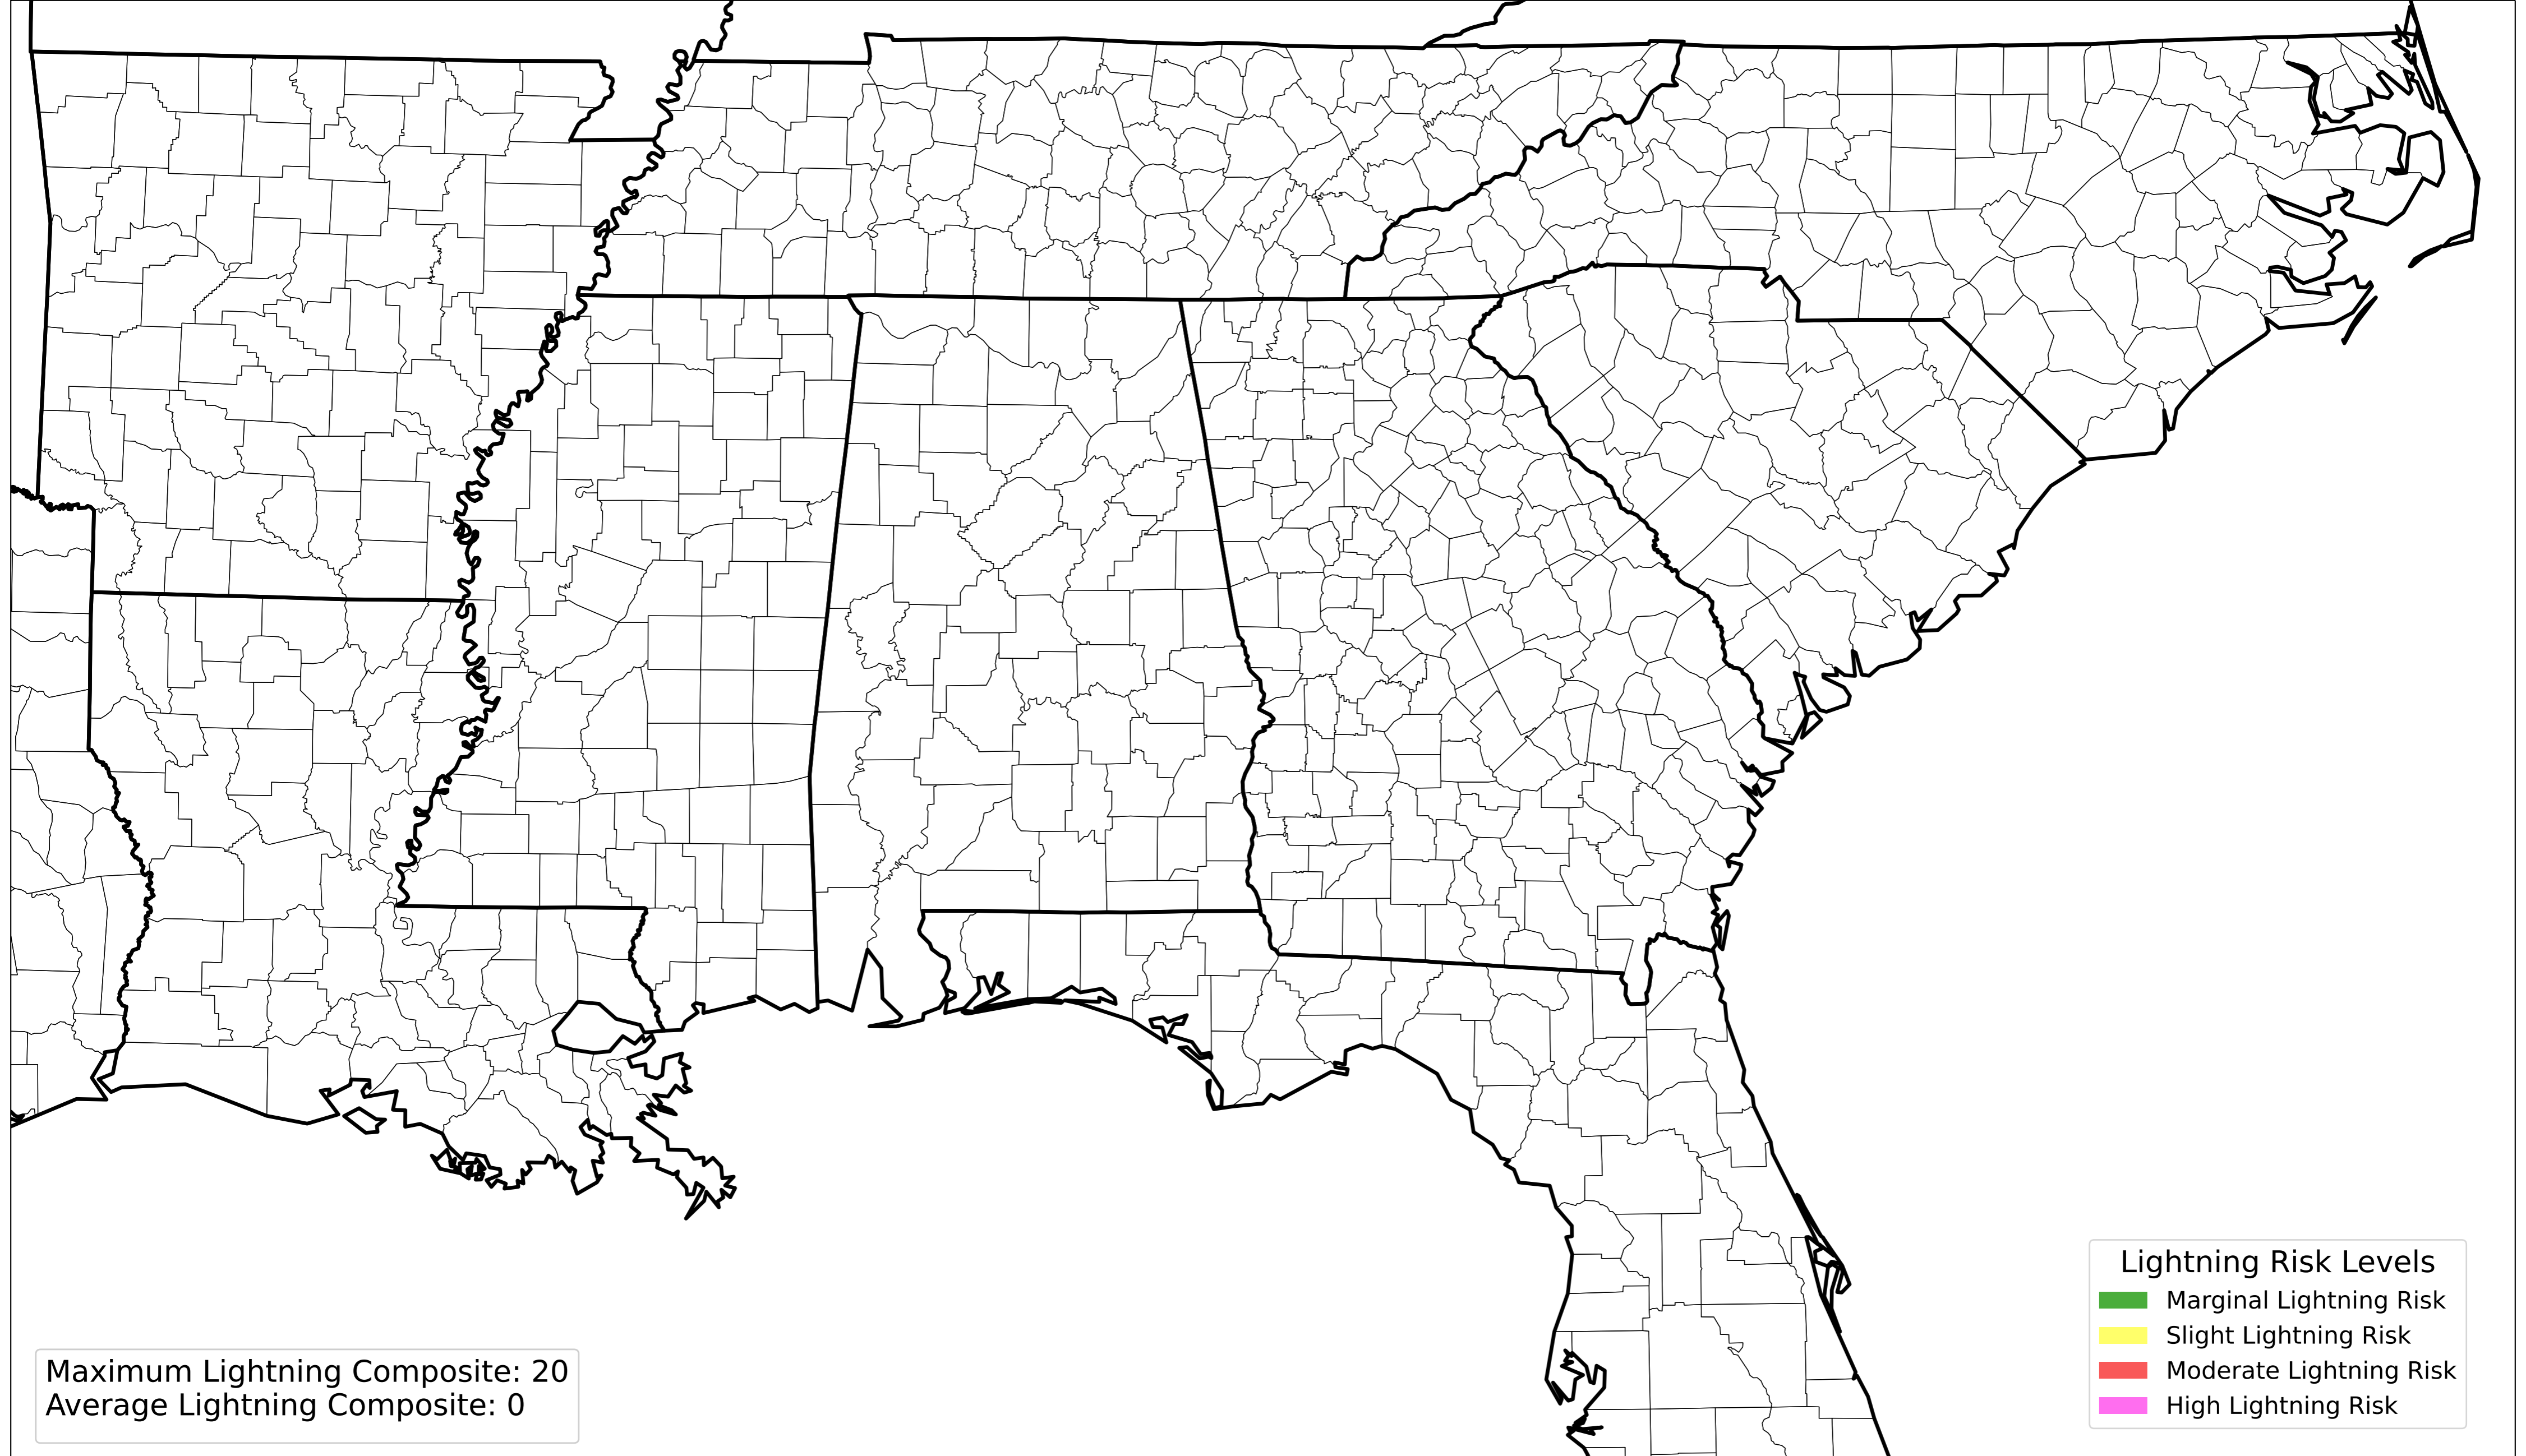 Lightning Risk Levels
Marginal Lightning Risk
Slight Lightning Risk
Moderate Lightning Risk
High Lightning Risk
Maximum Lightning Composite: 20
Average Lightning Composite: 0